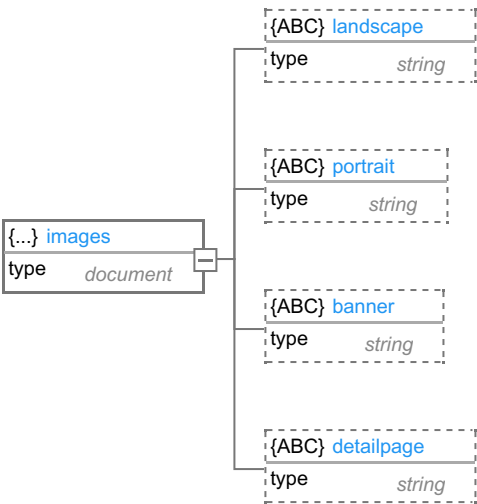 {ABC} landscape
type string
{ABC} portrait
type string
{...} images
type document
{ABC} banner
type string
{ABC} detailpage
type string